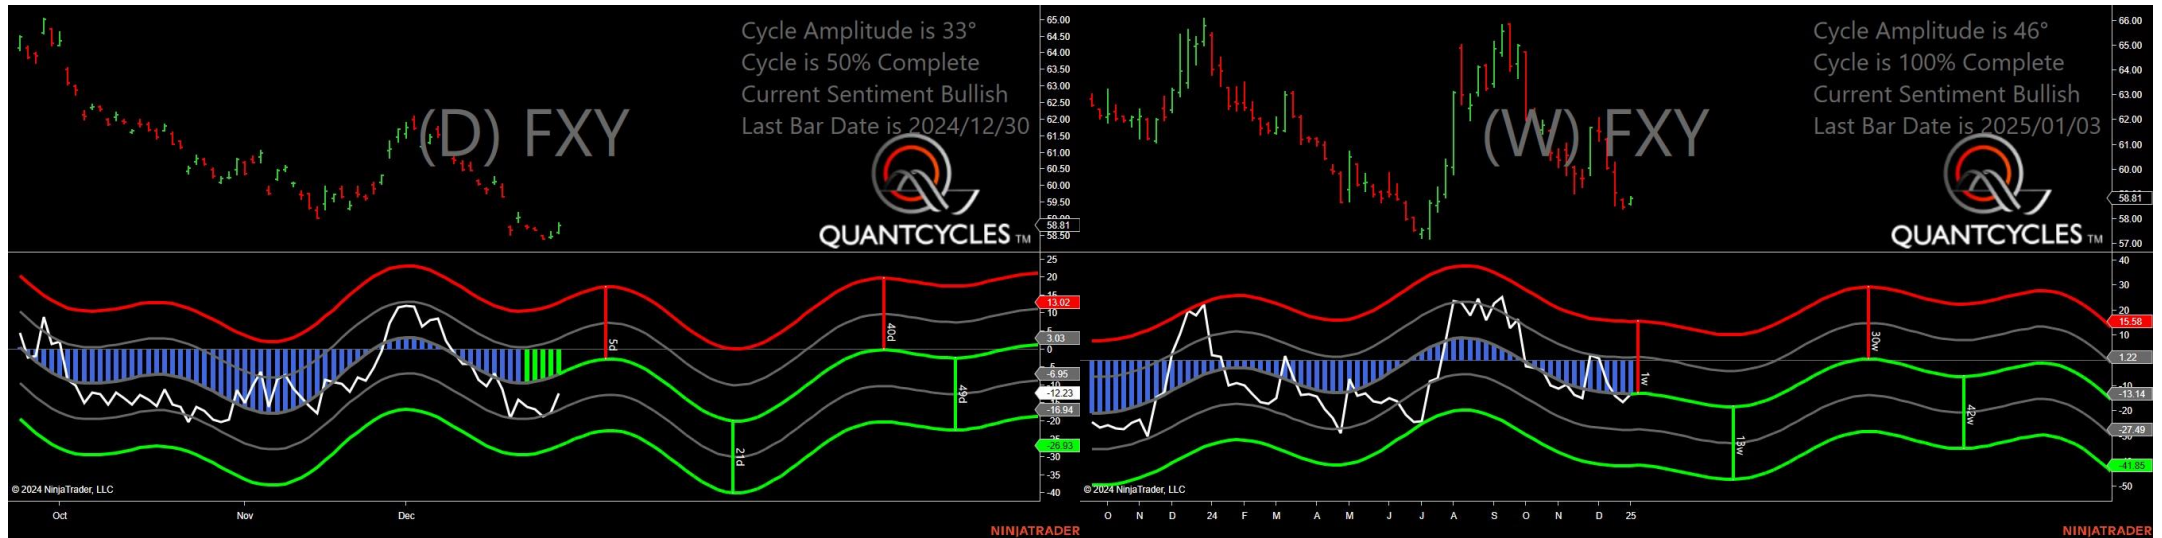 Cycle Amplitude is 33°
Cycle is 50% Complete
Current Sentiment Bullish
Last Bar Date is 2024/12/30
(D) FXY
QUANTCYCLES TM
65.00
64.50
64.00
63.50
63.00
62.50
62.00
61.50
61.00
60.50
60.00
59.50
58.81
58.50
25
20
13.02
10
5
3.03
0
-6.95
-12.23
-16.94
-20
-26.93
-30
-35
-40
5d
21d
40d
49d
© 2024 NinjaTrader, LLC
Oct
Nov
Dec
NINJATRADER
Cycle Amplitude is 46°
Cycle is 100% Complete
Current Sentiment Bullish
Last Bar Date is 2025/01/03
(W) FXY
QUANTCYCLES TM
66.00
65.00
64.00
63.00
62.00
61.00
60.00
58.81
58.00
57.00
40
30
20
15.58
10
1.22
-10
-13.14
-20
-27.49
-41.85
-50
1w
13w
30w
42w
© 2024 NinjaTrader, LLC
O N D 24 F M A M J J A S O N D 25
NINJATRADER